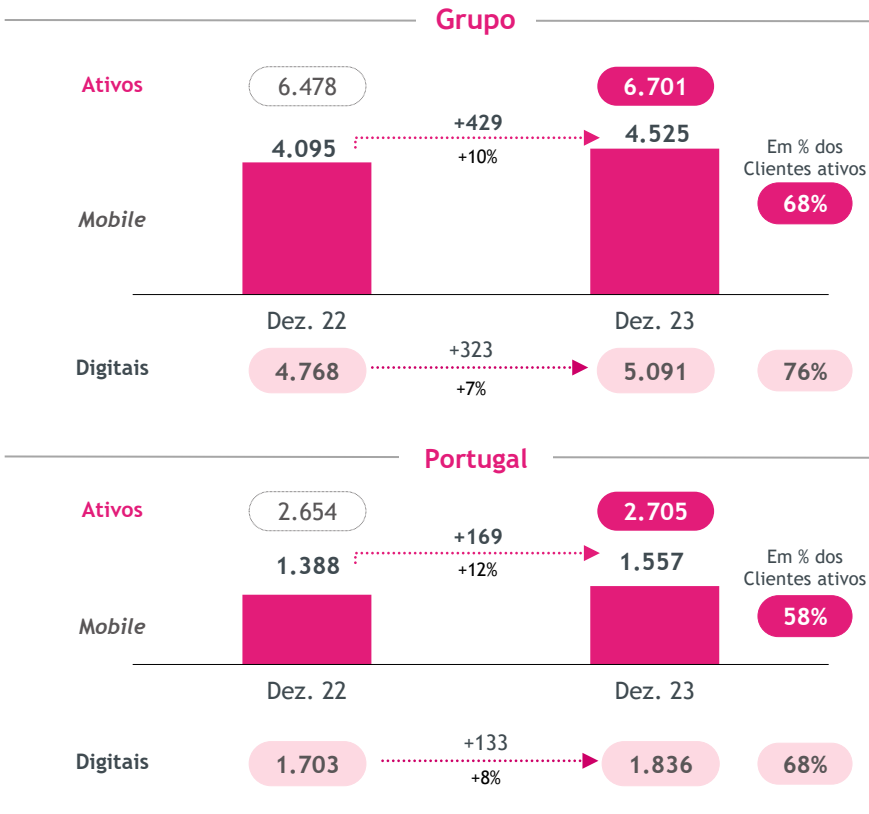 Grupo
Ativos 6.478 6.701
4.095 +429 4.525
+10%
Em % dos
Clientes ativos
68%
Mobile
Dez. 22 Dez. 23
Digitais 4.768 +323 5.091 76%
+7%
Portugal
Ativos 2.654 2.705
1.388 +169 1.557
+12%
Em % dos
Clientes ativos
58%
Mobile
Dez. 22 Dez. 23
Digitais 1.703 +133 1.836 68%
+8%